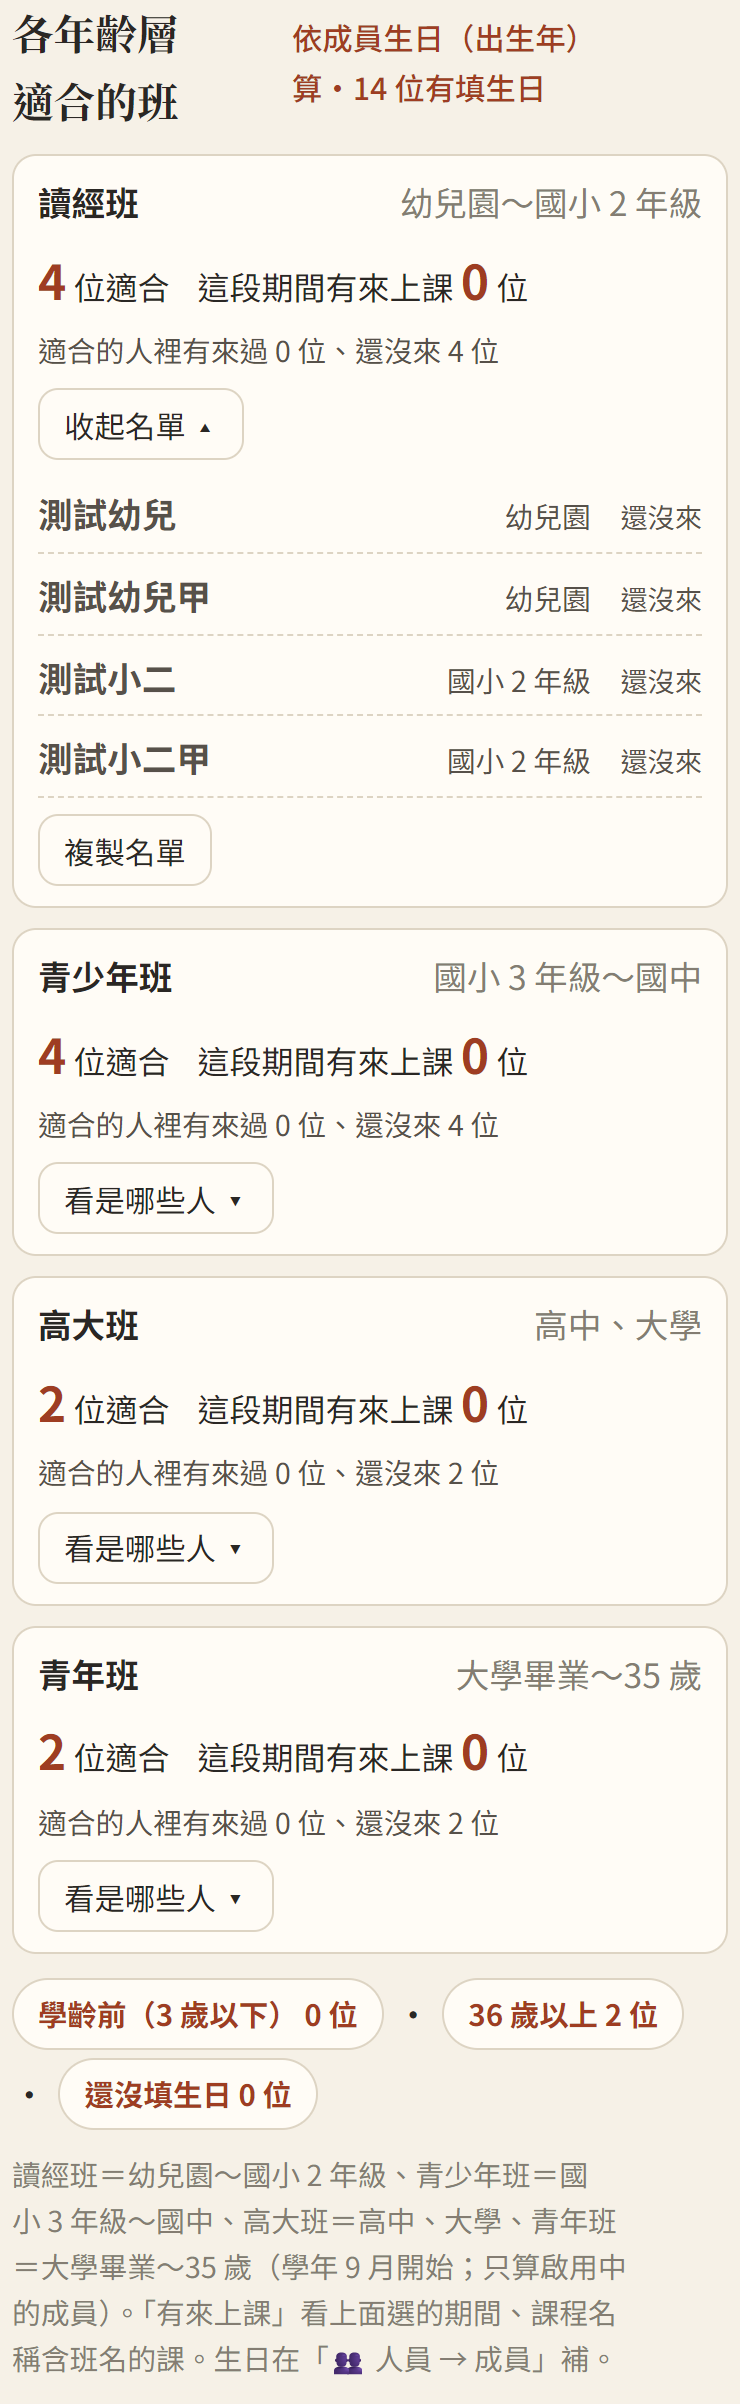 各年齡層
適合的班
依成員生日（出生年）
算・14 位有填生日
讀經班 幼兒園～國小 2 年級
4 位適合 這段期間有來上課 0 位
適合的人裡有來過 0 位、還沒來 4 位
收起名單 ▲
測試幼兒 幼兒園 還沒來
測試幼兒甲 幼兒園 還沒來
測試小二 國小 2 年級 還沒來
測試小二甲 國小 2 年級 還沒來
複製名單
青少年班 國小 3 年級～國中
4 位適合 這段期間有來上課 0 位
適合的人裡有來過 0 位、還沒來 4 位
看是哪些人 ▼
高大班 高中、大學
2 位適合 這段期間有來上課 0 位
適合的人裡有來過 0 位、還沒來 2 位
看是哪些人 ▼
青年班 大學畢業～35 歲
2 位適合 這段期間有來上課 0 位
適合的人裡有來過 0 位、還沒來 2 位
看是哪些人 ▼
學齡前（3 歲以下） 0 位 ・ 36 歲以上 2 位
・ 還沒填生日 0 位
讀經班＝幼兒園～國小 2 年級、青少年班＝國
小 3 年級～國中、高大班＝高中、大學、青年班
＝大學畢業～35 歲（學年 9 月開始；只算啟用中
的成員）。「有來上課」看上面選的期間、課程名
稱含班名的課。生日在「👥 人員 → 成員」補。